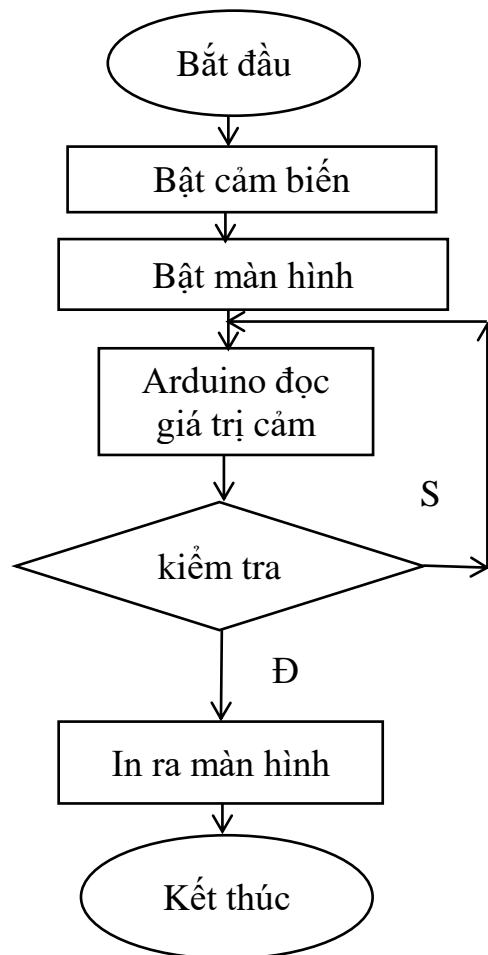 Bắt đầu
Bật cảm biến
Bật màn hình
Arduino đọc
giá trị cảm
S
kiểm tra
Đ
In ra màn hình
Kết thúc